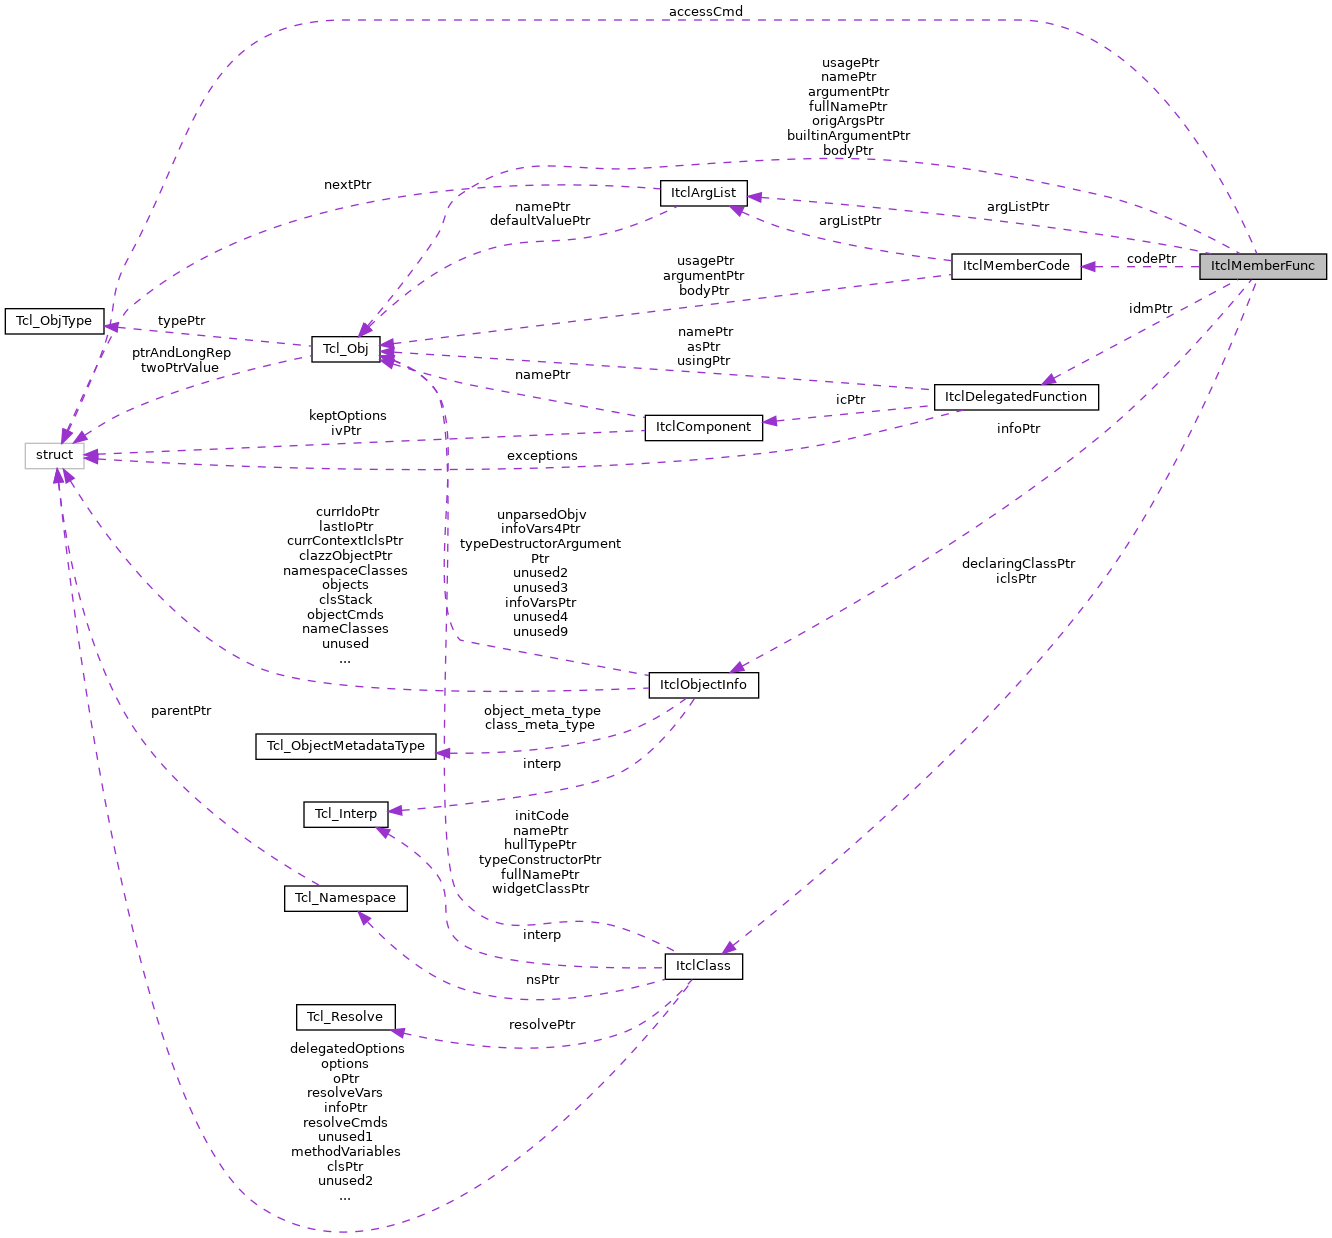 accessCmd
usagePtr
namePtr
argumentPtr
fullNamePtr
origArgsPtr
builtinArgumentPtr
bodyPtr
nextPtr
ItclArgList
namePtr
defaultValuePtr
argListPtr
argListPtr
usagePtr
argumentPtr
bodyPtr
ItclMemberCode
codePtr
ItclMemberFunc
idmPtr
Tcl_ObjType
typePtr
ptrAndLongRep
twoPtrValue
Tcl_Obj
namePtr
asPtr
usingPtr
namePtr
ItclDelegatedFunction
icPtr
keptOptions
ivPtr
ItclComponent
infoPtr
struct
exceptions
currIdoPtr
lastIoPtr
currContextIclsPtr
clazzObjectPtr
namespaceClasses
objects
clsStack
objectCmds
nameClasses
unused
...
unparsedObjv
infoVars4Ptr
typeDestructorArgument
Ptr
unused2
unused3
infoVarsPtr
unused4
unused9
declaringClassPtr
iclsPtr
ItclObjectInfo
parentPtr
object_meta_type
class_meta_type
Tcl_ObjectMetadataType
interp
Tcl_Interp
initCode
namePtr
hullTypePtr
typeConstructorPtr
fullNamePtr
widgetClassPtr
Tcl_Namespace
interp
ItclClass
nsPtr
Tcl_Resolve
resolvePtr
delegatedOptions
options
oPtr
resolveVars
infoPtr
resolveCmds
unused1
methodVariables
clsPtr
unused2
...